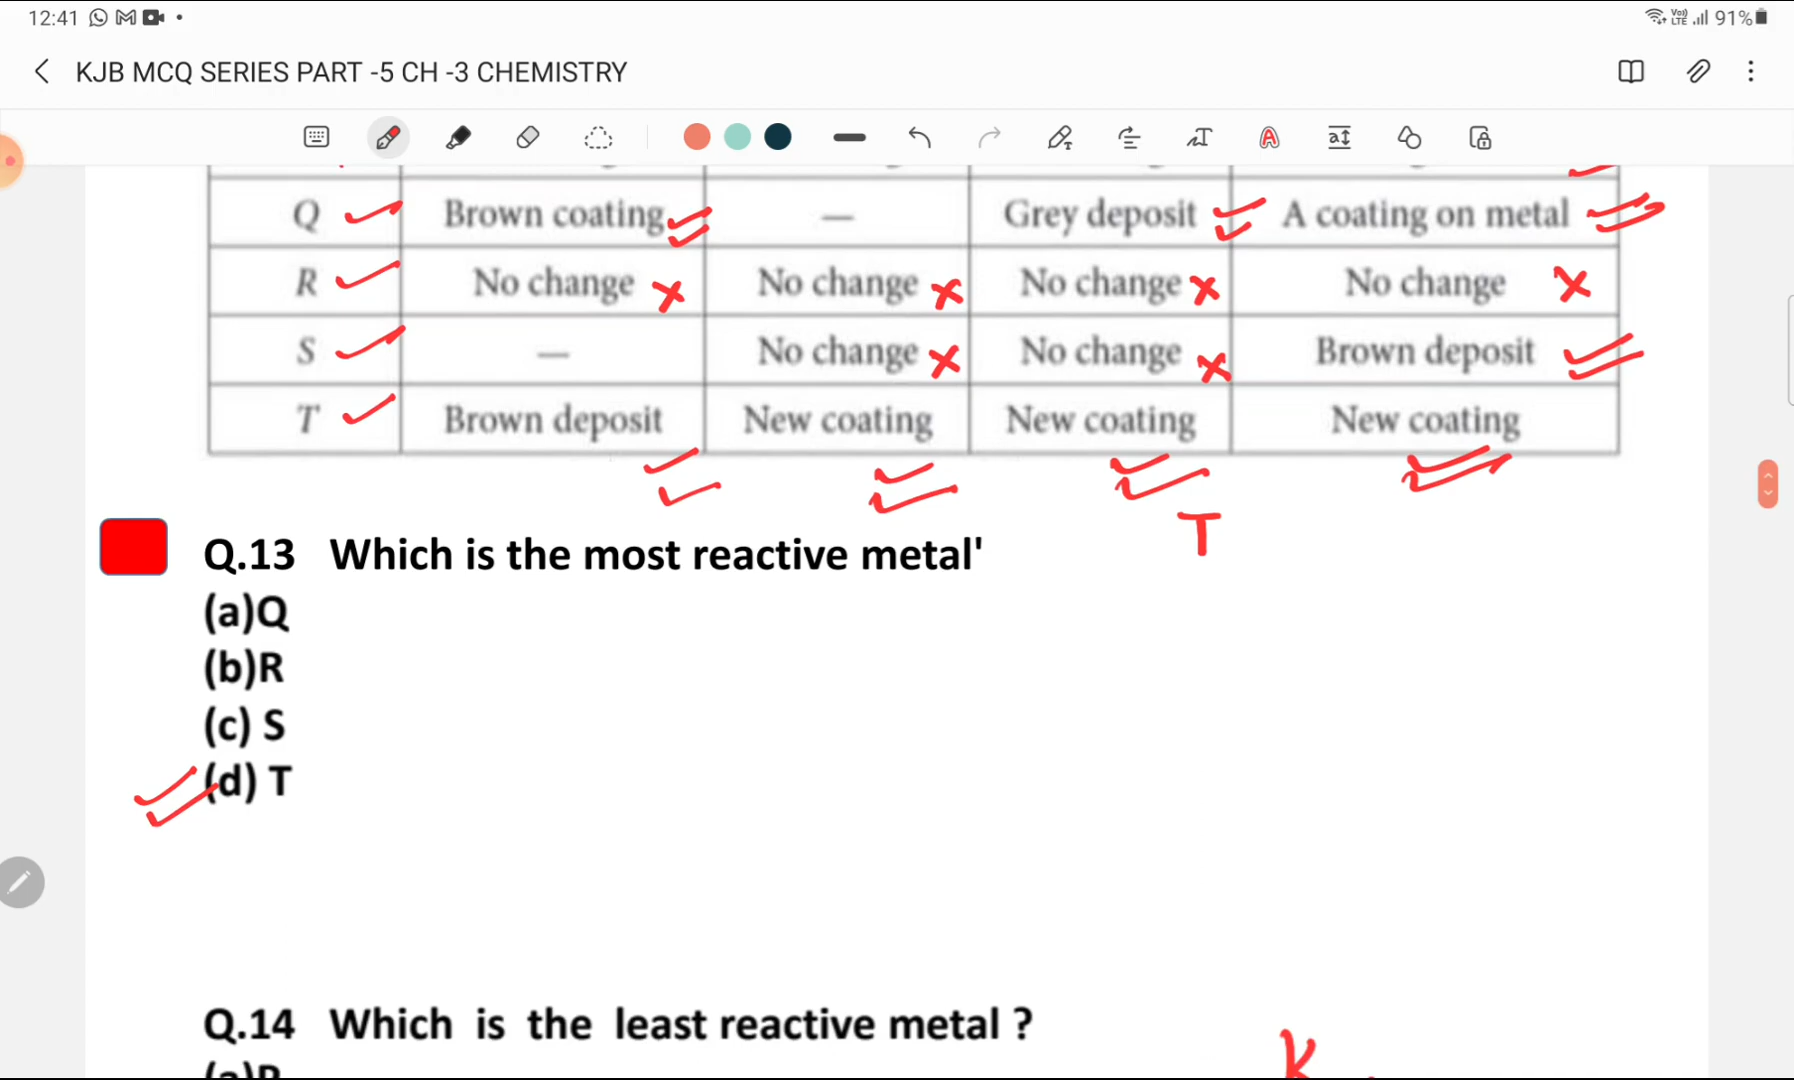 12:41 91%
KJB MCQ SERIES PART -5 CH -3 CHEMISTRY
Q Brown coating — Grey deposit A coating on metal
R No change No change No change No change
S — No change No change Brown deposit
T Brown deposit New coating New coating New coating
T
Q.13 Which is the most reactive metal'
(a)Q
(b)R
(c) S
(d) T
Q.14 Which is the least reactive metal ?